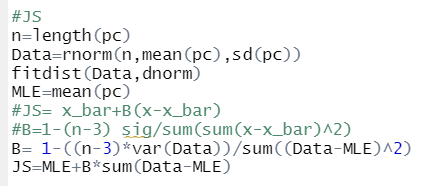 #JS
n=length(pc)
Data=rnorm(n,mean(pc),sd(pc))
fitdist(Data,dnorm)
MLE=mean(pc)
#JS= x_bar+B(x-x_bar)
#B=1-(n-3) sig/sum(sum(x-x_bar)^2)
B= 1-((n-3)*var(Data))/sum((Data-MLE)^2)
JS=MLE+B*sum(Data-MLE)